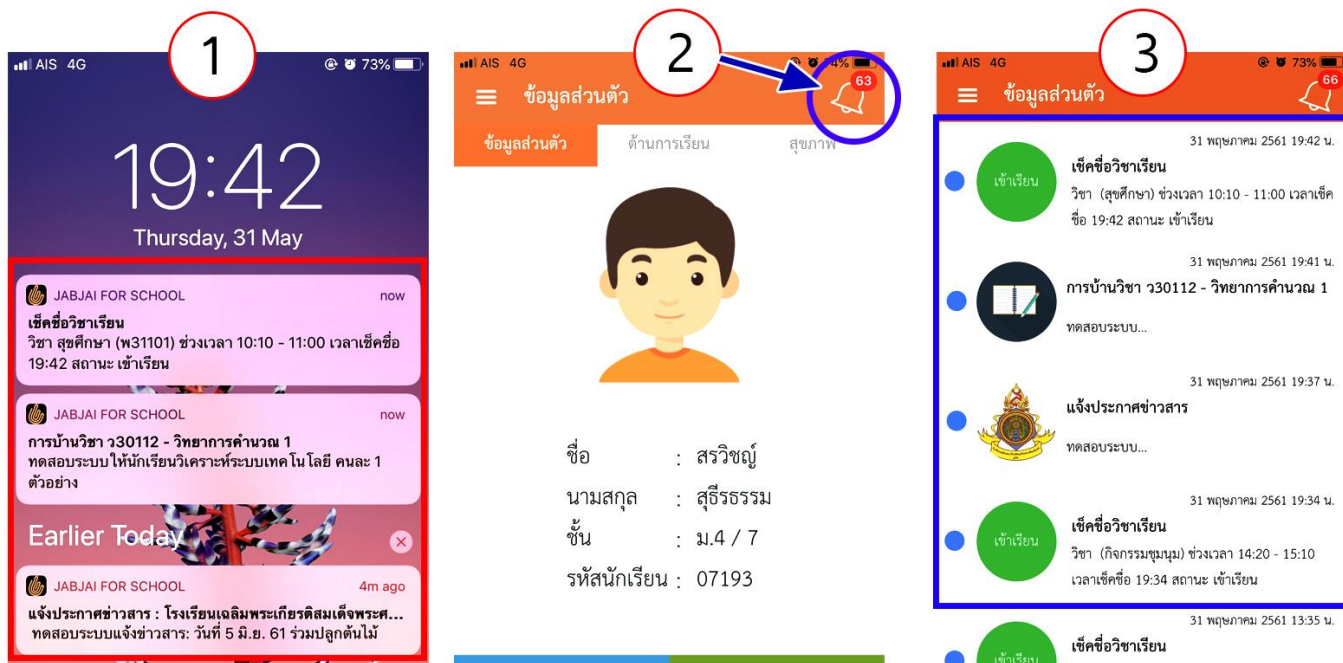 1
AIS 4G
73%
19:42
Thursday, 31 May
JABJAI FOR SCHOOL now
เช็คชื่อวิชาเรียน
วิชา สุขศึกษา (พ31101) ช่วงเวลา 10:10 - 11:00 เวลาเช็คชื่อ
19:42 สถานะ เข้าเรียน
JABJAI FOR SCHOOL now
การบ้านวิชา ว30112 - วิทยาการคำนวณ 1
ทดสอบระบบ ให้นักเรียนวิเคราะห์ระบบเทคโนโลยี คนละ 1
ตัวอย่าง
Earlier Today
JABJAI FOR SCHOOL 4m ago
แจ้งประกาศข่าวสาร : โรงเรียนเฉลิมพระเกียรติสมเด็จพระศ...
ทดสอบระบบแจ้งข่าวสาร: วันที่ 5 มิ.ย. 61 ร่วมปลูกต้นไม้
2
AIS 4G
74%
ข้อมูลส่วนตัว
63
ข้อมูลส่วนตัว ด้านการเรียน สุขภาพ
ชื่อ : สรวิชญ์
นามสกุล : สุธีรธรรม
ชั้น : ม.4 / 7
รหัสนักเรียน : 07193
3
AIS 4G
73%
ข้อมูลส่วนตัว
66
31 พฤษภาคม 2561 19:42 น.
เข้าเรียน
เช็คชื่อวิชาเรียน
วิชา (สุขศึกษา) ช่วงเวลา 10:10 - 11:00 เวลาเช็ค
ชื่อ 19:42 สถานะ เข้าเรียน
31 พฤษภาคม 2561 19:41 น.
การบ้านวิชา ว30112 - วิทยาการคำนวณ 1
ทดสอบระบบ...
31 พฤษภาคม 2561 19:37 น.
แจ้งประกาศข่าวสาร
ทดสอบระบบ...
31 พฤษภาคม 2561 19:34 น.
เข้าเรียน
เช็คชื่อวิชาเรียน
วิชา (กิจกรรมชุมนุม) ช่วงเวลา 14:20 - 15:10
เวลาเช็คชื่อ 19:34 สถานะ เข้าเรียน
31 พฤษภาคม 2561 13:35 น.
เช็คชื่อวิชาเรียน
เข้าเรียน